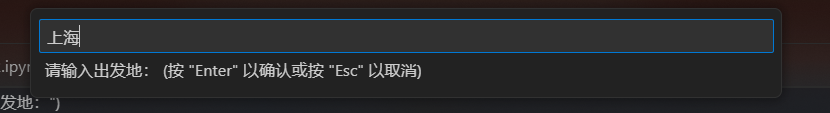 上海
请输入出发地： (按 "Enter" 以确认或按 "Esc" 以取消)
.ipyn
发地：")